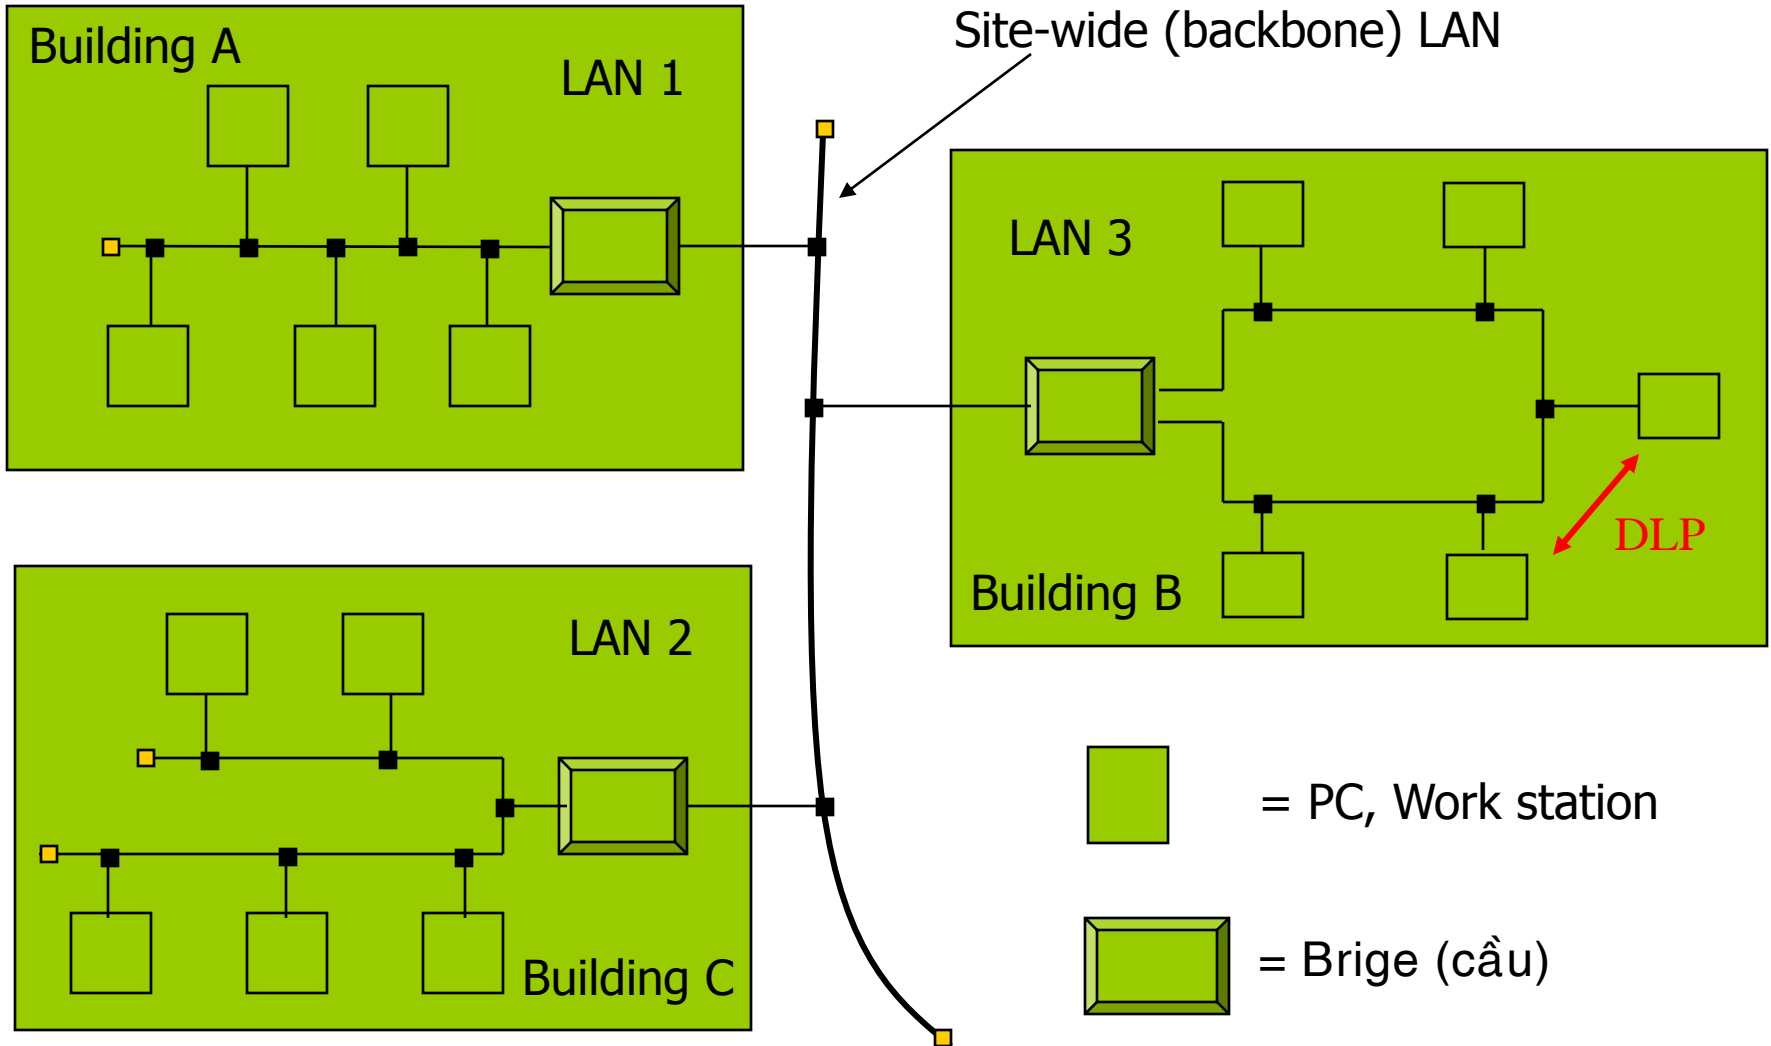 Building A
LAN 1
Site-wide (backbone) LAN
LAN 3
DLP
Building B
LAN 2
Building C
= PC, Work station
= Brige (cầu)